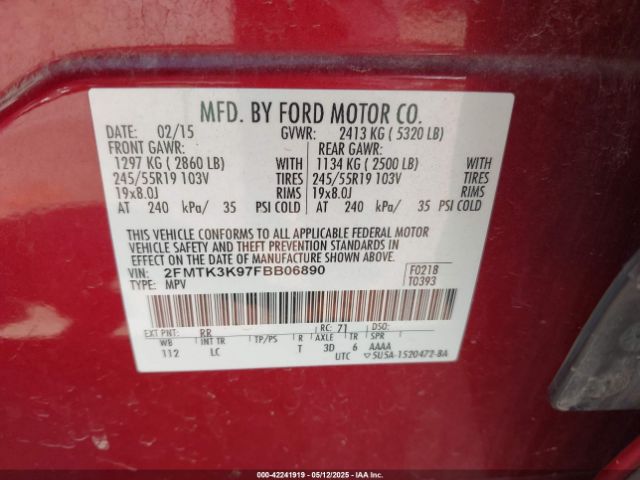 MFD. BY FORD MOTOR CO.
DATE: 02/15 GVWR: 2413 KG ( 5320 LB)
FRONT GAWR: REAR GAWR:
1297 KG ( 2860 LB) WITH 1134 KG ( 2500 LB) WITH
245/55R19 103V TIRES 245/55R19 103V TIRES
19x8.0J RIMS 19x8.0J RIMS
AT 240 kPa/ 35 PSI COLD AT 240 kPa/ 35 PSI COLD
THIS VEHICLE CONFORMS TO ALL APPLICABLE FEDERAL MOTOR
VEHICLE SAFETY AND THEFT PREVENTION STANDARDS IN
EFFECT ON THE DATE OF MANUFACTURE SHOWN ABOVE.
VIN: 2FMTK3K97FBB06890 F0218
TYPE: MPV T0393
EXT PNT: RR RC: 71 DSO:
WB INT TR TP/PS R AXLE TR SPR
112 LC T 3D 6 AAAA
UTC 5U5A-1520472-BA
00-42241919 - 05/12/2025 - IAAI.COM